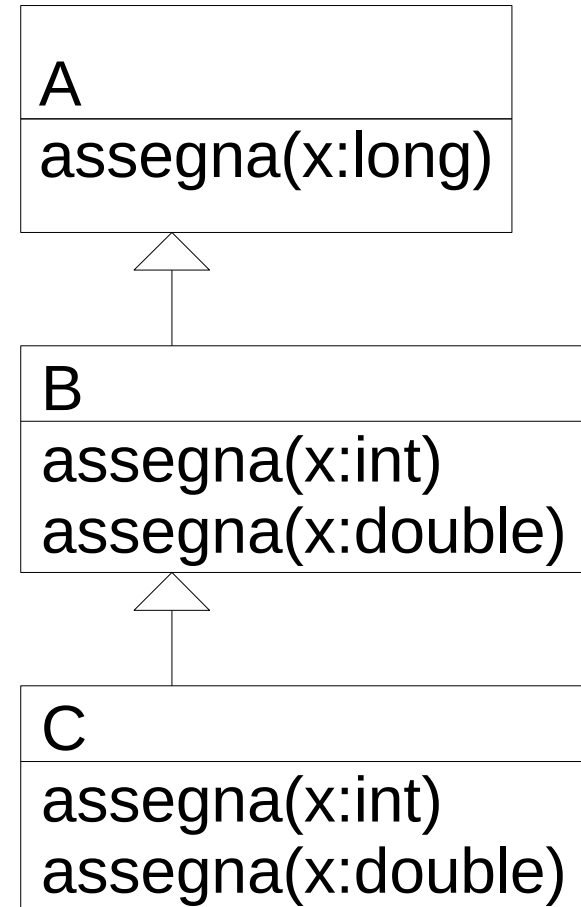 A
assegna(x:long)
B
assegna(x:int)
assegna(x:double)
C
assegna(x:int)
assegna(x:double)